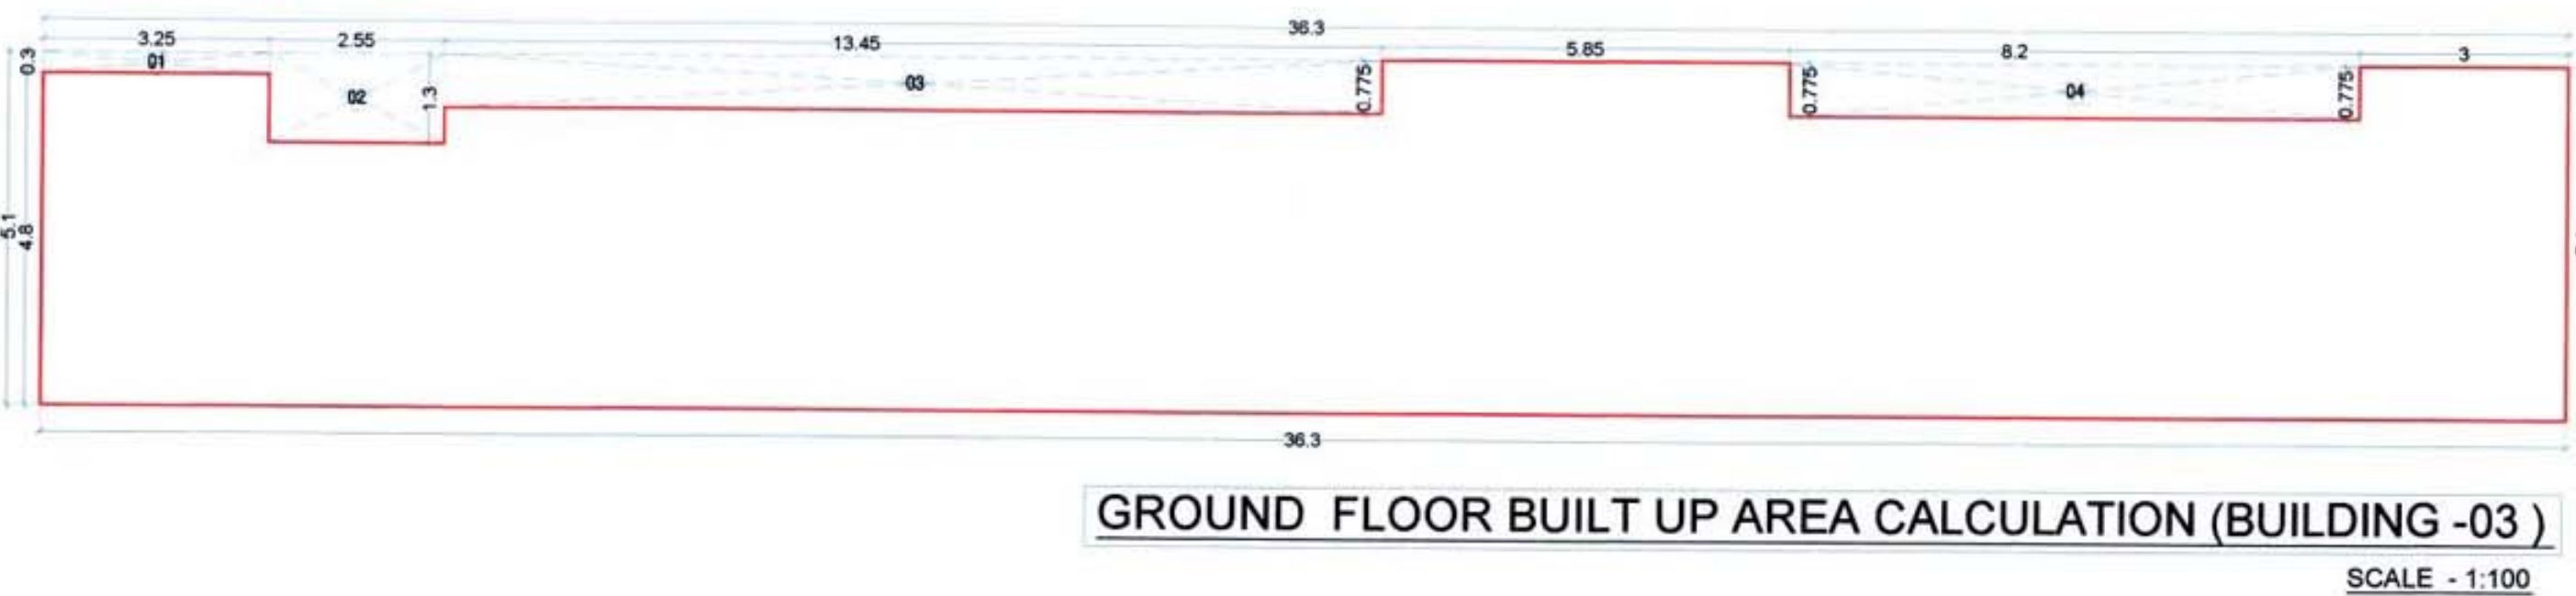 36.3
3.25 2.55 13.45 5.85 8.2 3
0.3 01 02 1.3 03 0.775 0.775 04 0.775
5.1 4.8
36.3
GROUND FLOOR BUILT UP AREA CALCULATION (BUILDING -03 )
SCALE - 1:100